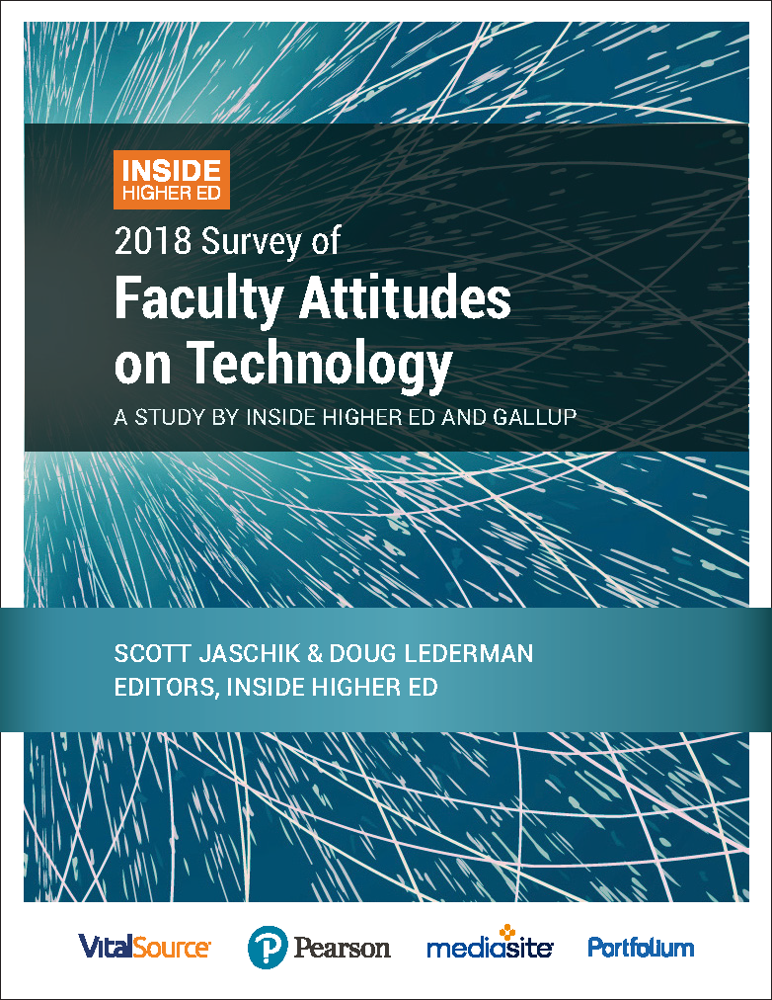 INSIDE
HIGHER ED
2018 Survey of
Faculty Attitudes
on Technology
A STUDY BY INSIDE HIGHER ED AND GALLUP
SCOTT JASCHIK & DOUG LEDERMAN
EDITORS, INSIDE HIGHER ED
VitalSource
Pearson
mediasite
Portfolium